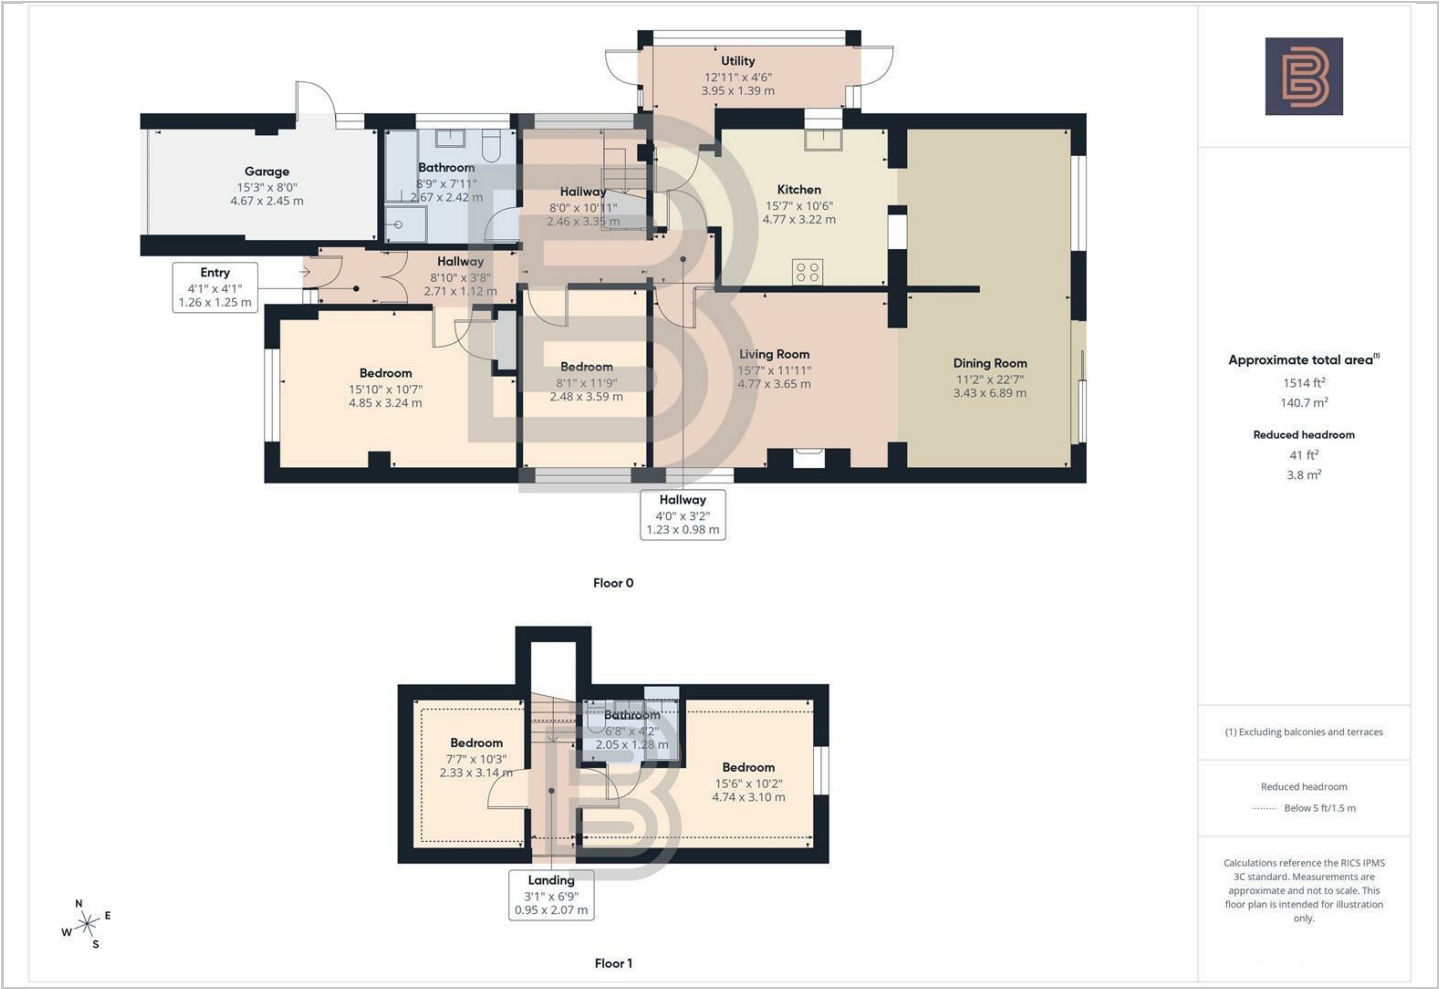 Utility
12'11" x 4'6"
3.95 x 1.39 m
Garage
15'3" x 8'0"
4.67 x 2.45 m
Bathroom
8'9" x 7'11"
2.67 x 2.42 m
Hallway
8'0" x 10'11"
2.46 x 3.35 m
Kitchen
15'7" x 10'6"
4.77 x 3.22 m
Entry
4'1" x 4'1"
1.26 x 1.25 m
Hallway
8'10" x 3'8"
2.71 x 1.12 m
Bedroom
15'10" x 10'7"
4.85 x 3.24 m
Bedroom
8'1" x 11'9"
2.48 x 3.59 m
Living Room
15'7" x 11'11"
4.77 x 3.65 m
Dining Room
11'2" x 22'7"
3.43 x 6.89 m
Hallway
4'0" x 3'2"
1.23 x 0.98 m
Floor 0
Bedroom
7'7" x 10'3"
2.33 x 3.14 m
Bathroom
6'8" x 4'2"
2.05 x 1.28 m
Bedroom
15'6" x 10'2"
4.74 x 3.10 m
Landing
3'1" x 6'9"
0.95 x 2.07 m
Floor 1
N
E
W
S
B
Approximate total area(1)
1514 ft²
140.7 m²
Reduced headroom
41 ft²
3.8 m²
(1) Excluding balconies and terraces
Reduced headroom
Below 5 ft/1.5 m
Calculations reference the RICS IPMS
3C standard. Measurements are
approximate and not to scale. This
floor plan is intended for illustration
only.